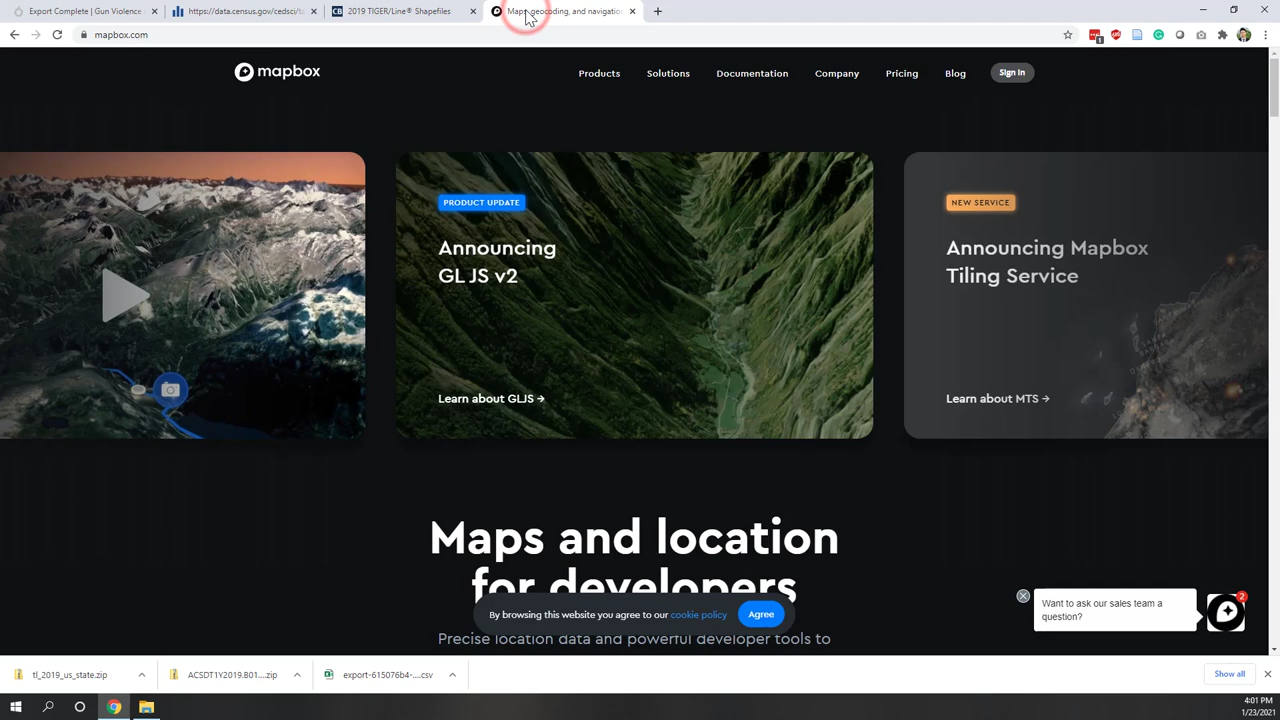 Export Complete | Gun Violence
https://data.census.gov/cedsci/ta
CB 2019 TIGER/Line® Shapefiles
Maps, geocoding, and navigation
mapbox.com
1
mapbox
Products
Solutions
Documentation
Company
Pricing
Blog
Sign in
PRODUCT UPDATE
Announcing
GL JS v2
Learn about GLJS →
NEW SERVICE
Announcing Mapbox
Tiling Service
Learn about MTS →
Maps and location
for developers
Precise location data and powerful developer tools to
By browsing this website you agree to our cookie policy
Agree
Want to ask our sales team a
question?
2
tl_2019_us_state.zip
ACSDT1Y2019.B01....zip
export-615076b4-....csv
Show all
4:01 PM
1/23/2021